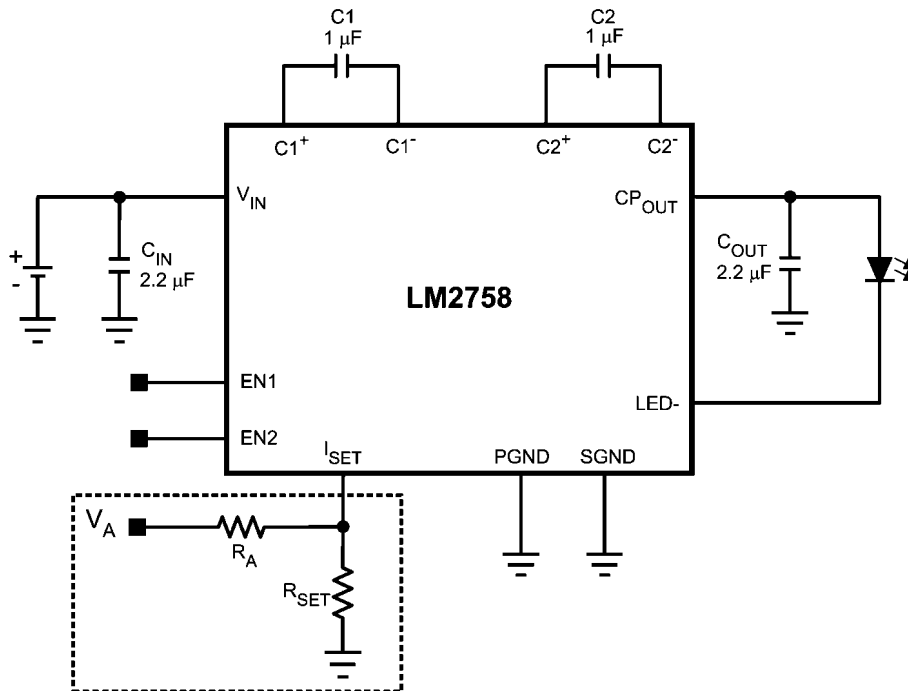 C1
1 µF
C2
1 µF
C1+
C1-
C2+
C2-
VIN
CPOUT
+
-
CIN
2.2 µF
COUT
2.2 µF
LM2758
EN1
LED-
EN2
ISET
PGND
SGND
VA
RA
RSET